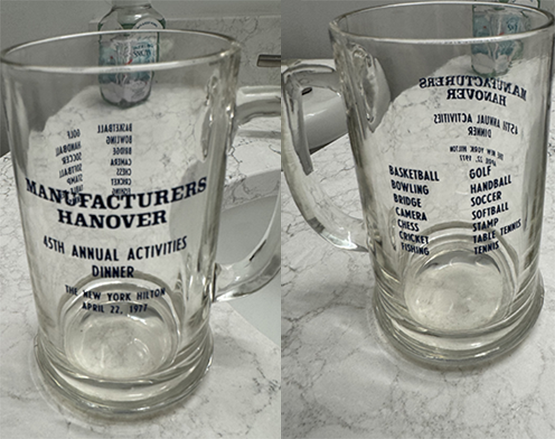 MANUFACTURERS
HANOVER
45TH ANNUAL ACTIVITIES
DINNER
THE NEW YORK HILTON
APRIL 22, 1977
BASKETBALL GOLF
BOWLING HANDBALL
BRIDGE SOCCER
CAMERA SOFTBALL
CHESS STAMP
CRICKET TABLE TENNIS
FISHING TENNIS